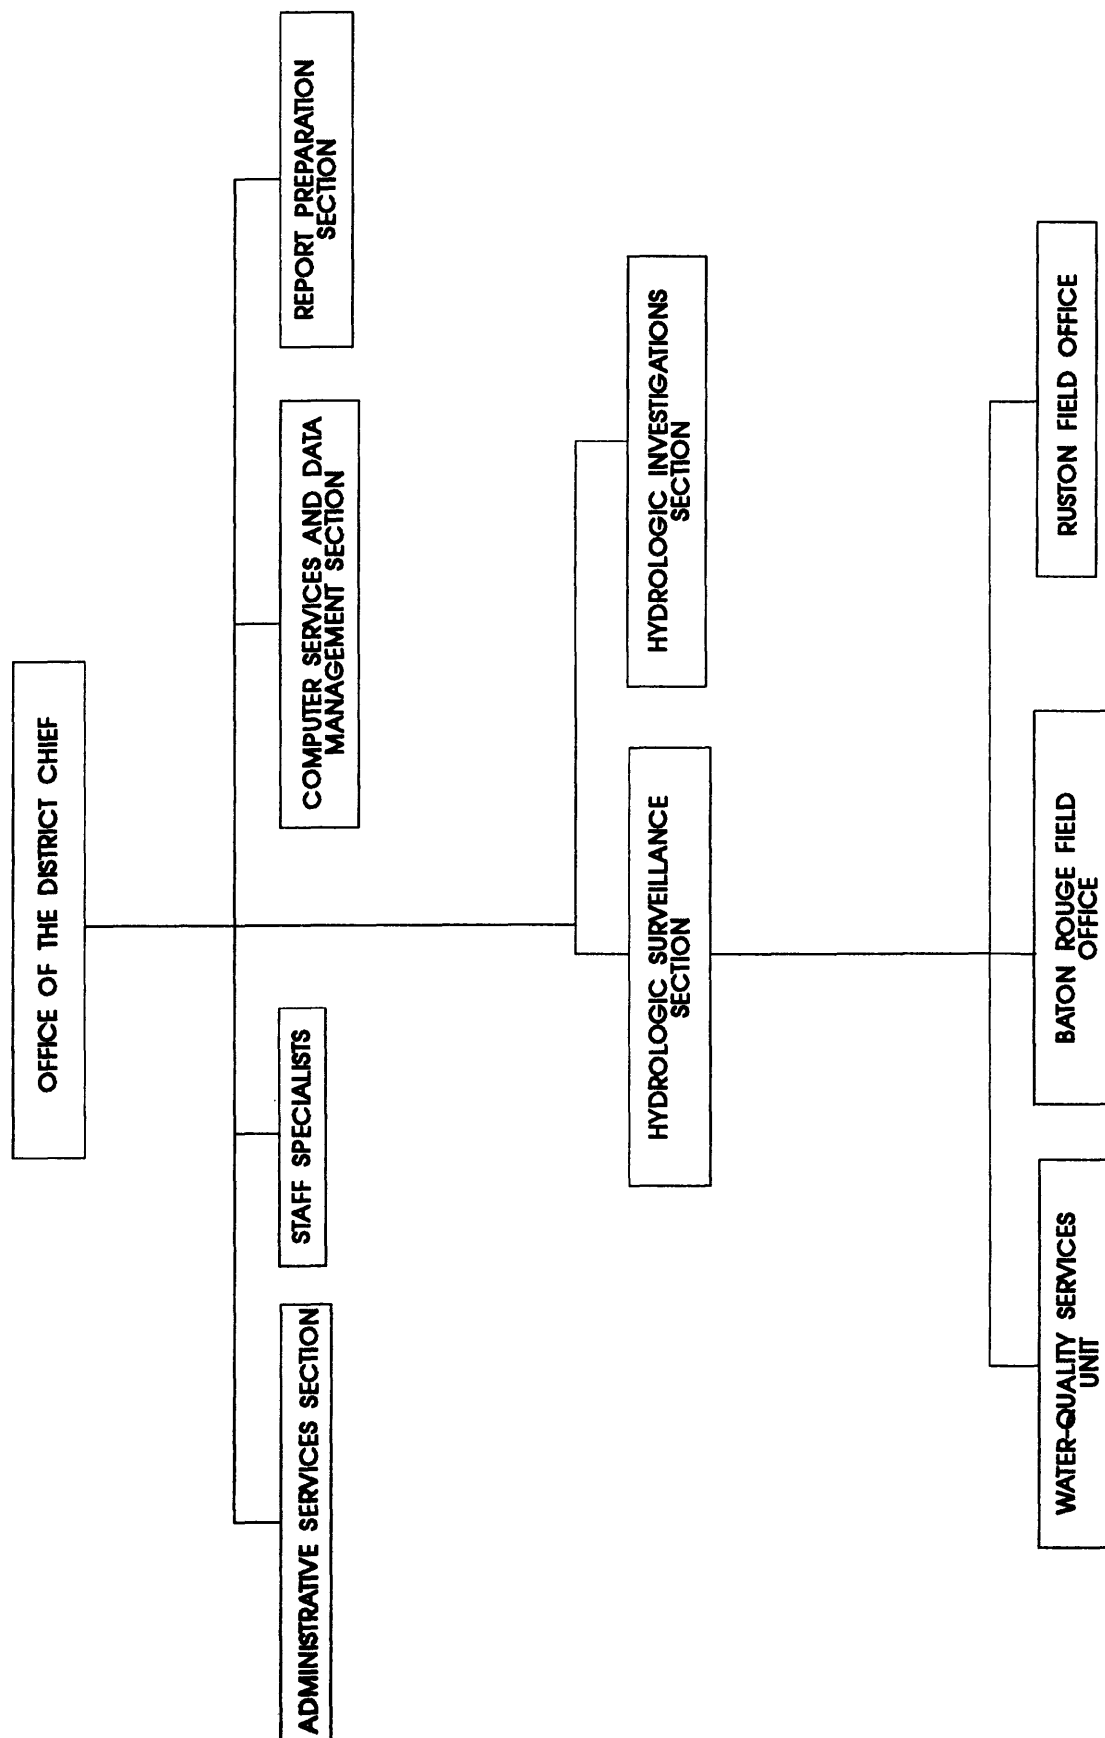 OFFICE OF THE DISTRICT CHIEF
ADMINISTRATIVE SERVICES SECTION
STAFF SPECIALISTS
COMPUTER SERVICES AND DATA
MANAGEMENT SECTION
REPORT PREPARATION
SECTION
HYDROLOGIC SURVEILLANCE
SECTION
HYDROLOGIC INVESTIGATIONS
SECTION
WATER-QUALITY SERVICES
UNIT
BATON ROUGE FIELD
OFFICE
RUSTON FIELD OFFICE